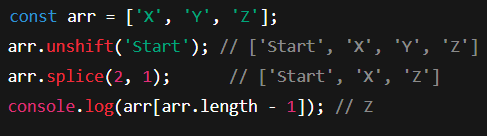 const arr = ['X', 'Y', 'Z'];
arr.unshift('Start'); // ['Start', 'X', 'Y', 'Z']
arr.splice(2, 1);      // ['Start', 'X', 'Z']
console.log(arr[arr.length - 1]); // Z